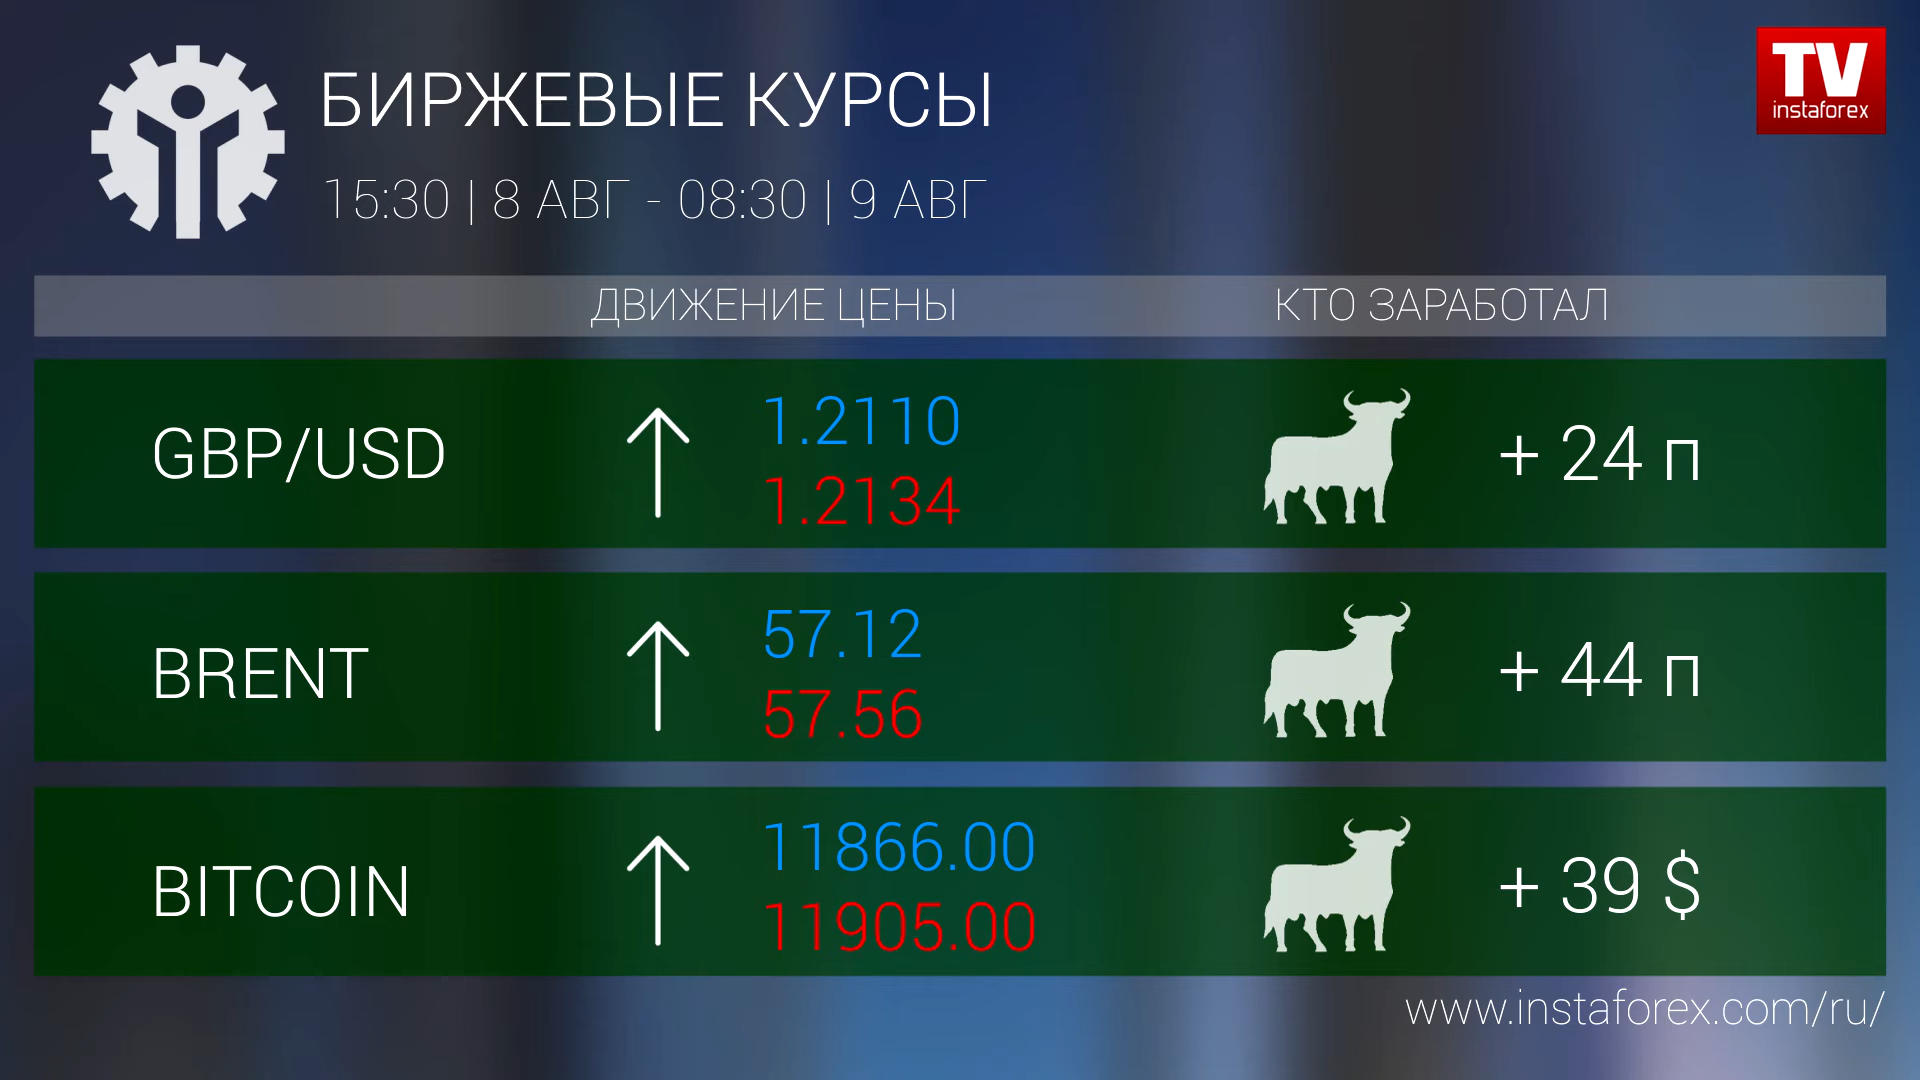 БИРЖЕВЫЕ КУРСЫ
TV
instaforex
15:30 | 8 АВГ - 08:30 | 9 АВГ
ДВИЖЕНИЕ ЦЕНЫ
КТО ЗАРАБОТАЛ
GBP/USD
1.2110
1.2134
+ 24 п
BRENT
57.12
57.56
+ 44 п
BITCOIN
11866.00
11905.00
+ 39 $
www.instaforex.com/ru/